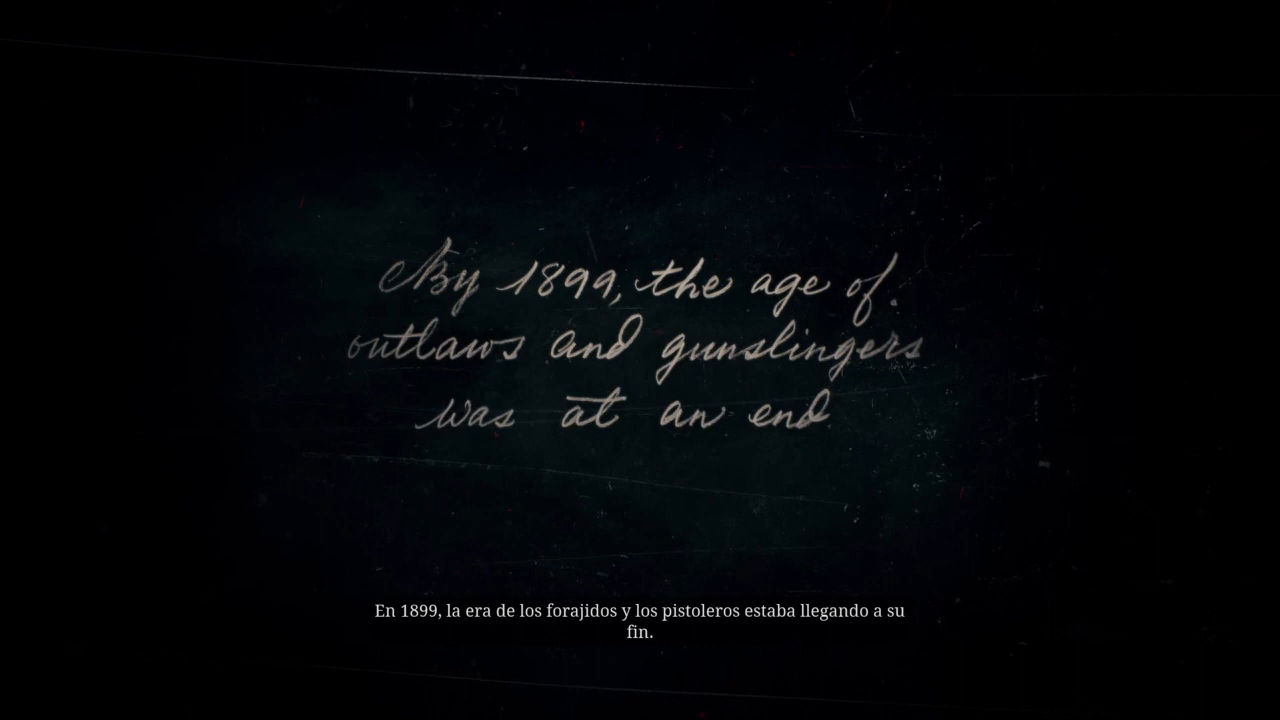 By 1899, the age of
outlaws and gunslingers
was at an end
En 1899, la era de los forajidos y los pistoleros estaba llegando a su
fin.